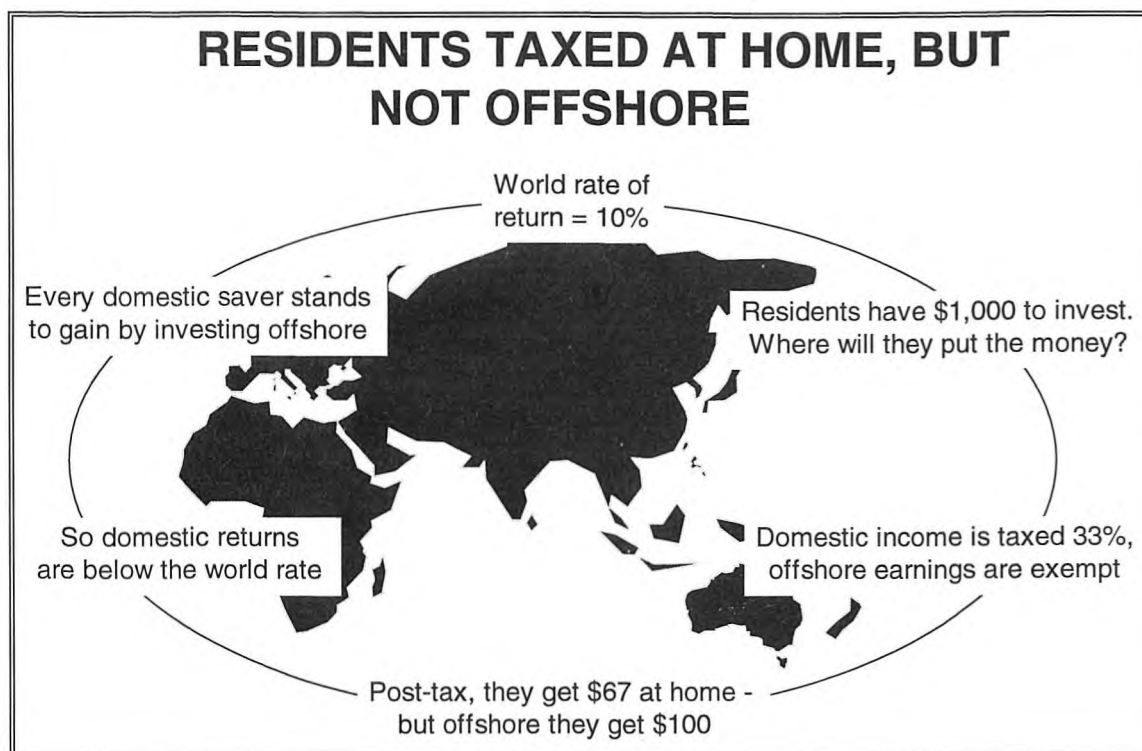 RESIDENTS TAXED AT HOME, BUT
NOT OFFSHORE
World rate of
return = 10%
Residents have $1,000 to invest.
Where will they put the money?
Domestic income is taxed 33%,
offshore earnings are exempt
Post-tax, they get $67 at home -
but offshore they get $100
So domestic returns
are below the world rate
Every domestic saver stands
to gain by investing offshore